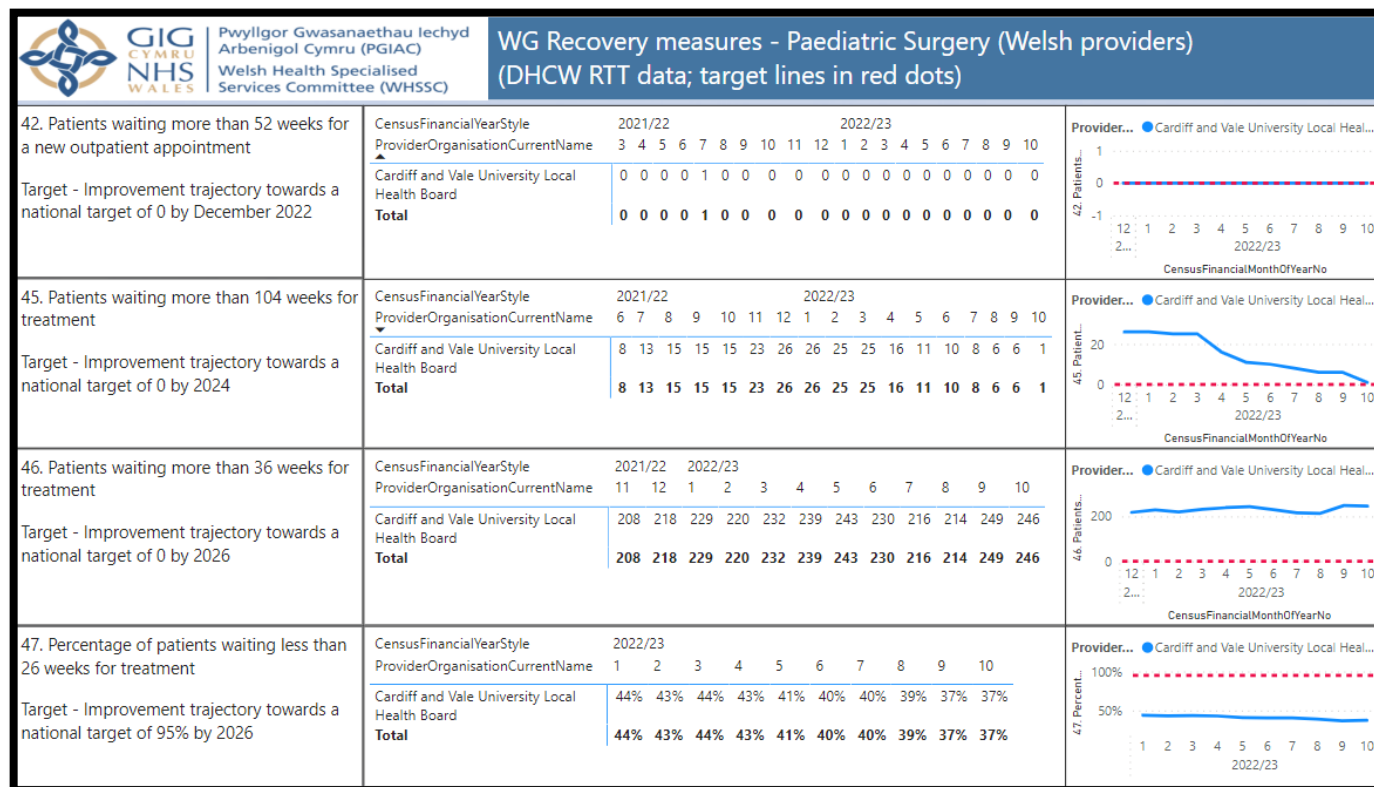 GIG
CYMRU
NHS
WALES
Pwyllgor Gwasanaethau Iechyd
Arbenigol Cymru (PGIAC)
Welsh Health Specialised
Services Committee (WHSSC)
WG Recovery measures - Paediatric Surgery (Welsh providers)
(DHCW RTT data; target lines in red dots)
42. Patients waiting more than 52 weeks for
a new outpatient appointment
Target - Improvement trajectory towards a
national target of 0 by December 2022
CensusFinancialYearStyle 2021/22 2022/23
ProviderOrganisationCurrentName 3 4 5 6 7 8 9 10 11 12 1 2 3 4 5 6 7 8 9 10
Cardiff and Vale University Local 0 0 0 0 1 0 0 0 0 0 0 0 0 0 0 0 0 0 0 0
Health Board
Total 0 0 0 0 1 0 0 0 0 0 0 0 0 0 0 0 0 0 0 0
Provider... Cardiff and Vale University Local Heal...
42. Patients...
1
0
-1
12 1 2 3 4 5 6 7 8 9 10
2... 2022/23
CensusFinancialMonthOfYearNo
45. Patients waiting more than 104 weeks for
treatment
Target - Improvement trajectory towards a
national target of 0 by 2024
CensusFinancialYearStyle 2021/22 2022/23
ProviderOrganisationCurrentName 6 7 8 9 10 11 12 1 2 3 4 5 6 7 8 9 10
Cardiff and Vale University Local 8 13 15 15 15 23 26 26 25 25 16 11 10 8 6 6 1
Health Board
Total 8 13 15 15 15 23 26 26 25 25 16 11 10 8 6 6 1
Provider... Cardiff and Vale University Local Heal...
45. Patient...
20
0
12 1 2 3 4 5 6 7 8 9 10
2... 2022/23
CensusFinancialMonthOfYearNo
46. Patients waiting more than 36 weeks for
treatment
Target - Improvement trajectory towards a
national target of 0 by 2026
CensusFinancialYearStyle 2021/22 2022/23
ProviderOrganisationCurrentName 11 12 1 2 3 4 5 6 7 8 9 10
Cardiff and Vale University Local 208 218 229 220 232 239 243 230 216 214 249 246
Health Board
Total 208 218 229 220 232 239 243 230 216 214 249 246
Provider... Cardiff and Vale University Local Heal...
46. Patients...
200
0
12 1 2 3 4 5 6 7 8 9 10
2... 2022/23
CensusFinancialMonthOfYearNo
47. Percentage of patients waiting less than
26 weeks for treatment
Target - Improvement trajectory towards a
national target of 95% by 2026
CensusFinancialYearStyle 2022/23
ProviderOrganisationCurrentName 1 2 3 4 5 6 7 8 9 10
Cardiff and Vale University Local 44% 43% 44% 43% 41% 40% 40% 39% 37% 37%
Health Board
Total 44% 43% 44% 43% 41% 40% 40% 39% 37% 37%
Provider... Cardiff and Vale University Local Heal...
47. Percent...
100%
50%
1 2 3 4 5 6 7 8 9 10
2022/23